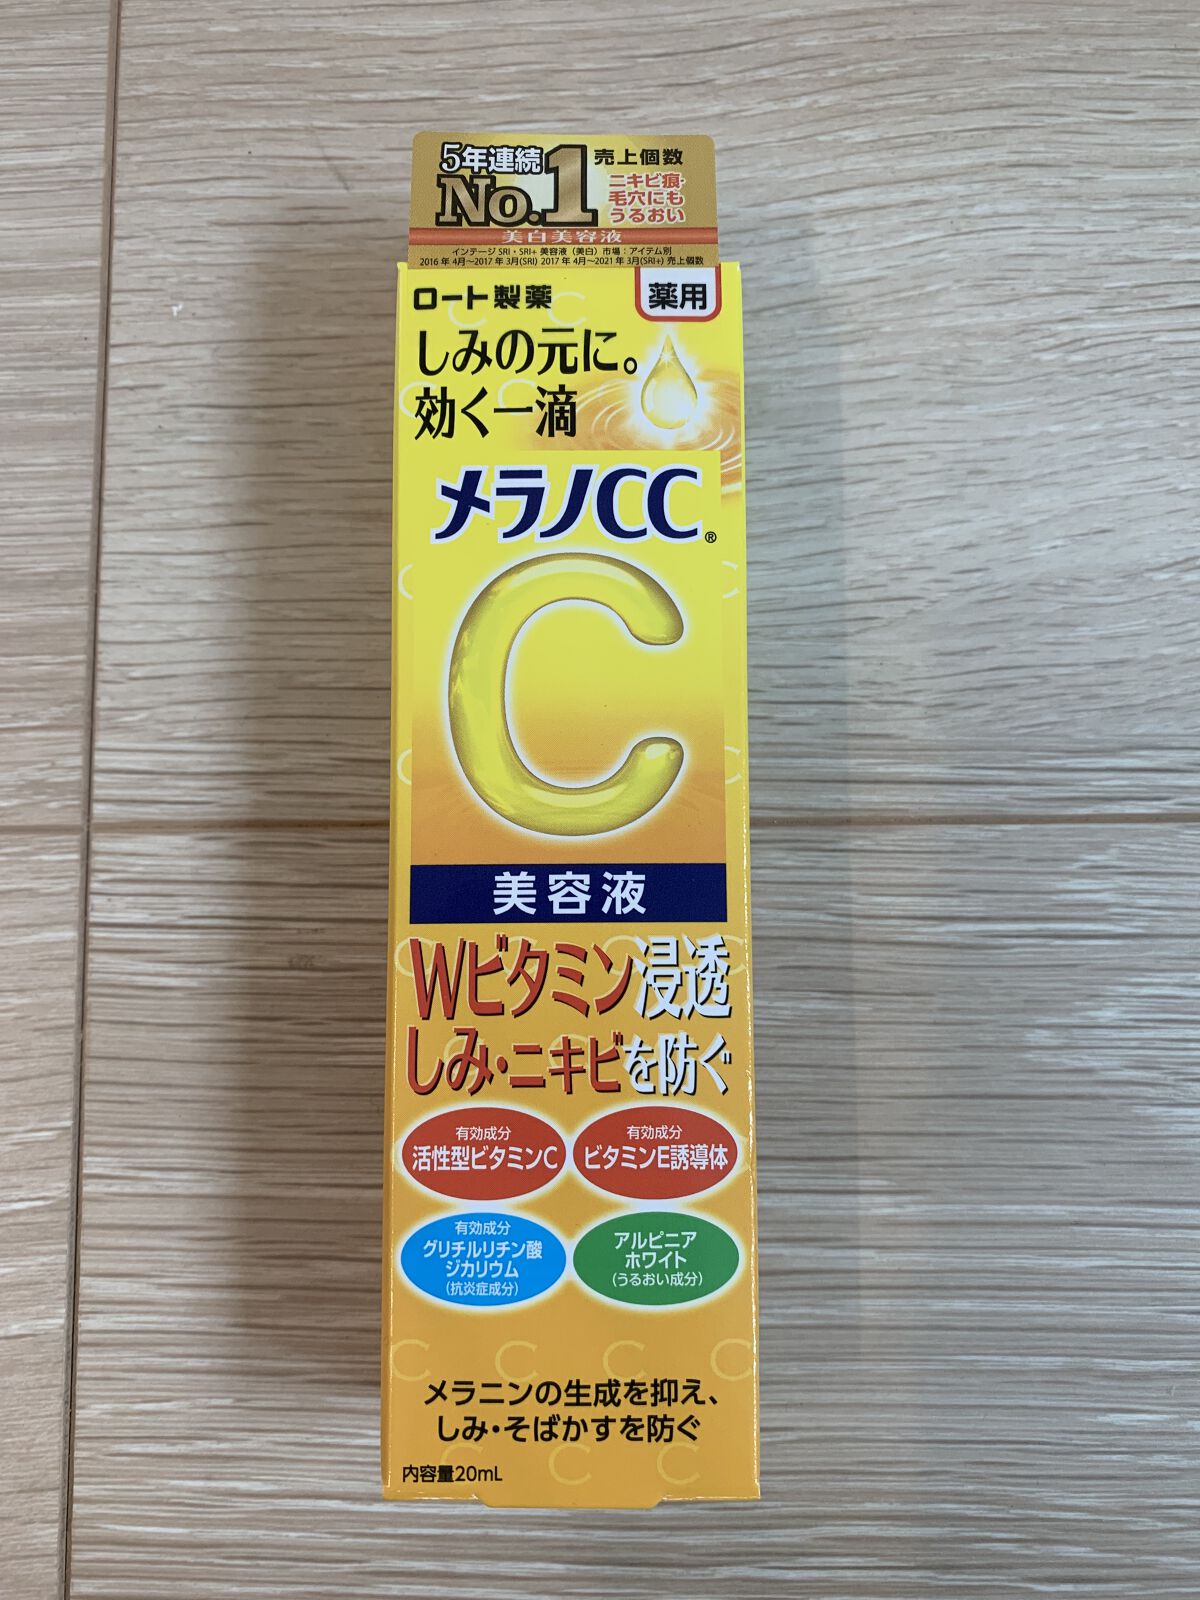 5年連続
No.1
売上個数
ニキビ痕・
毛穴にも
うるおい
美白美容液
インテージ SRI・SRI+ 美容液（美白）市場：アイテム別
2016年4月～2017年3月(SRI) 2017年4月～2021年3月(SRI+) 売上個数
ロート製薬
薬用
しみの元に。
効く一滴
メラノCC®
C
美容液
Wビタミン浸透
しみ・ニキビを防ぐ
有効成分
活性型ビタミンC
有効成分
ビタミンE誘導体
有効成分
グリチルリチン酸
ジカリウム
（抗炎症成分）
アルピニア
ホワイト
（うるおい成分）
メラニンの生成を抑え、
しみ・そばかすを防ぐ
内容量20mL